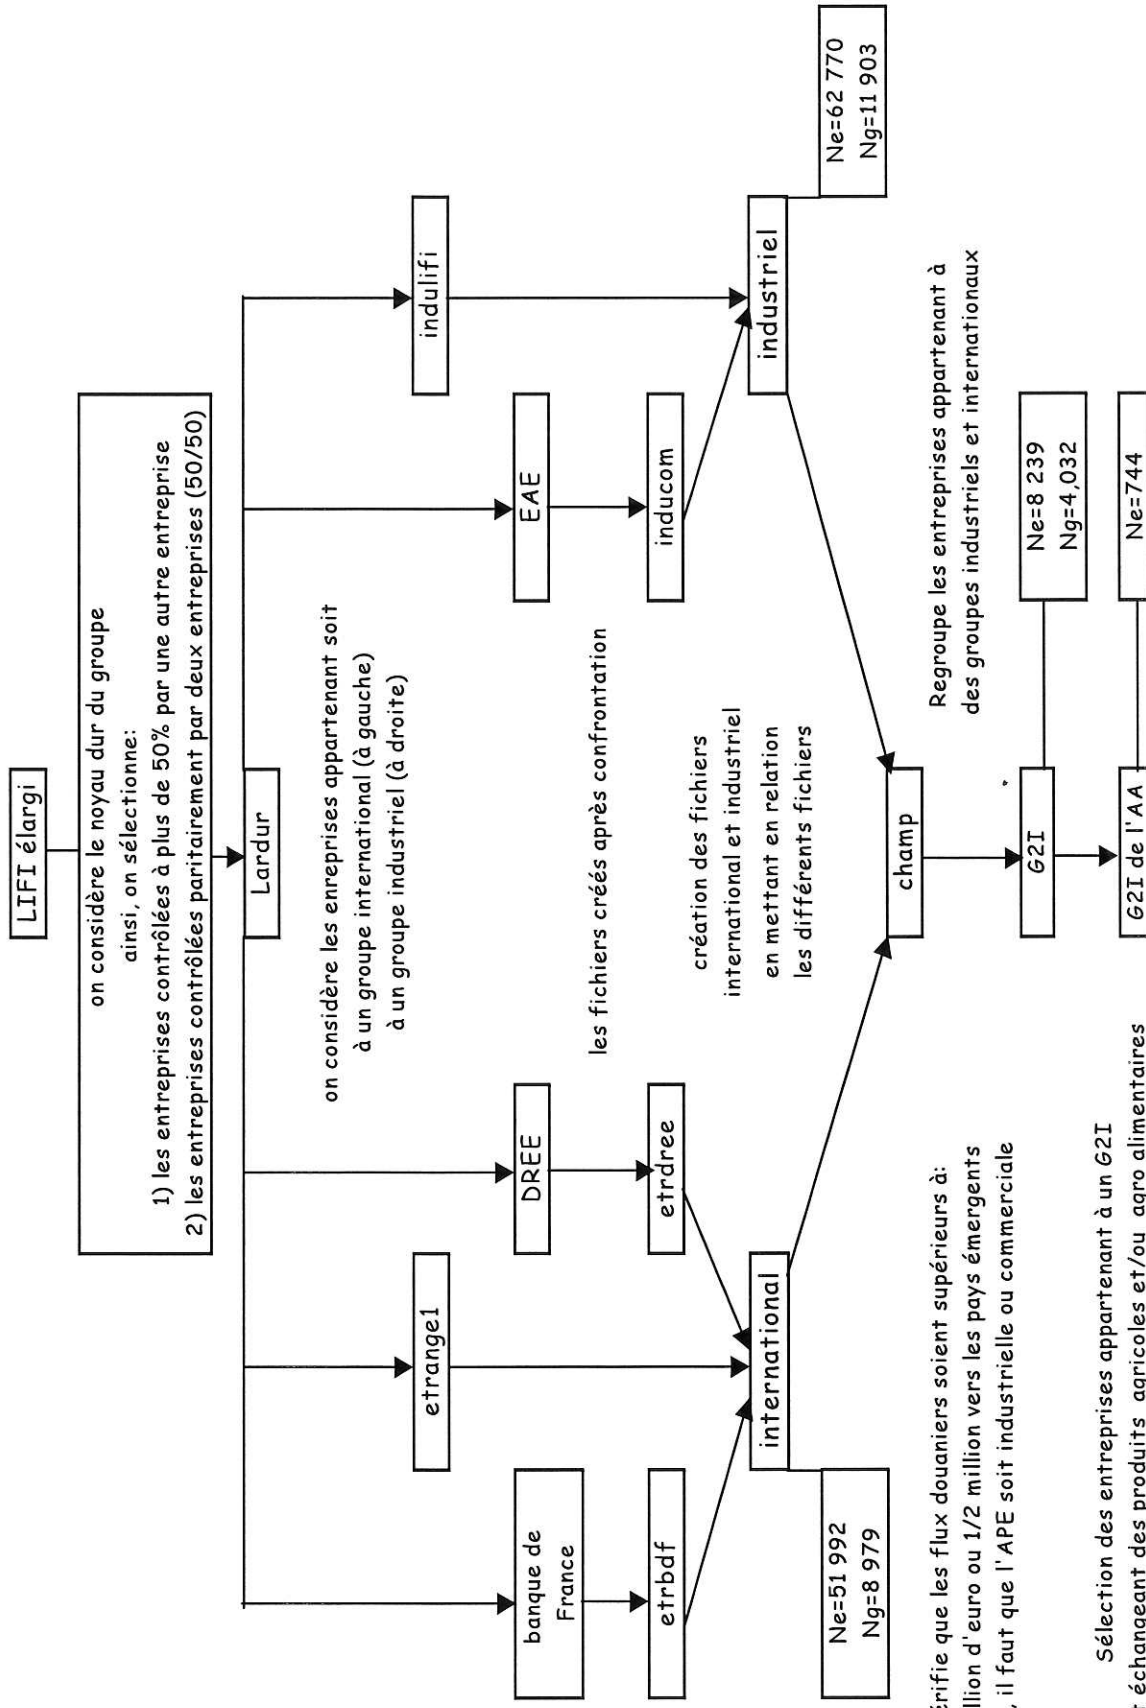 LIFI élargi
on considère le noyau dur du groupe
ainsi, on sélectionne:
1) les entreprises contrôlées à plus de 50% par une autre entreprise
2) les entreprises contrôlées paritairement par deux entreprises (50/50)
Lardur
on considère les enreprises appartenant soit
à un groupe international (à gauche)
à un groupe industriel (à droite)
etrange1
indulifi
banque de
France
DREE
EAE
les fichiers créés après confrontation
etrbdf
etrdree
inducom
création des fichiers
international et industriel
en mettant en relation
les différents fichiers
international
industriel
Ne=51 992
Ng=8 979
Ne=62 770
Ng=11 903
champ
érifie que les flux douaniers soient supérieurs à:
llion d'euro ou 1/2 million vers les pays émergents
, il faut que l'APE soit industrielle ou commerciale
Regroupe les entreprises appartenant à
des groupes industriels et internationaux
G2I
Ne=8 239
Ng=4,032
Sélection des entreprises appartenant à un G2I
t échangeant des produits agricoles et/ou agro alimentaires
G2I de l'AA
Ne=744